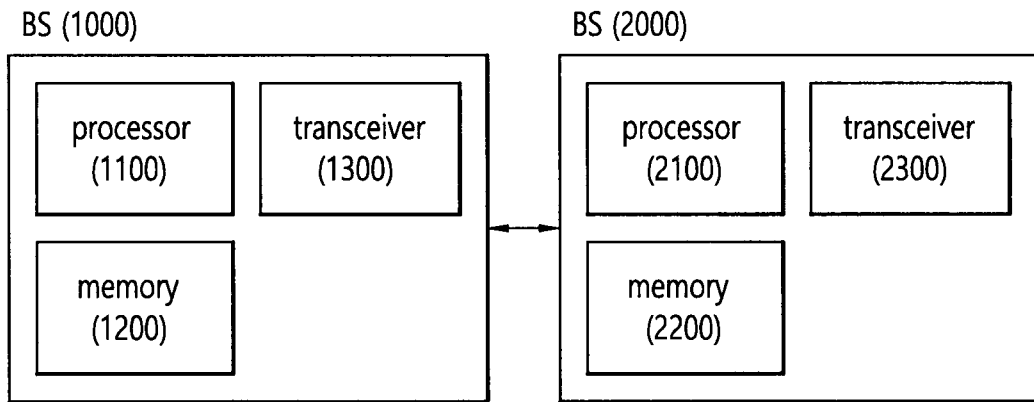 BS (1000)
processor
(1100)
transceiver
(1300)
memory
(1200)
BS (2000)
processor
(2100)
transceiver
(2300)
memory
(2200)